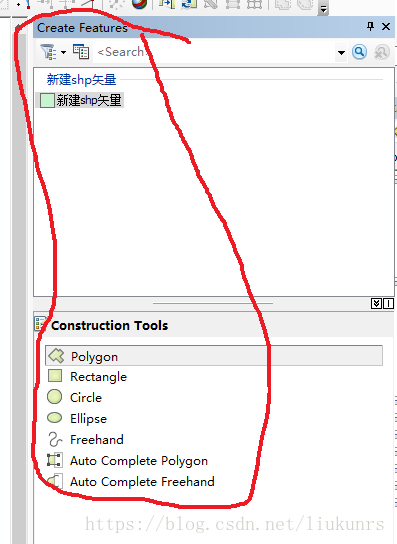 Create Features
<Search>
新建shp矢量
新建shp矢量
Construction Tools
Polygon
Rectangle
Circle
Ellipse
Freehand
Auto Complete Polygon
Auto Complete Freehand
https://blog.csdn.net/liukunrs